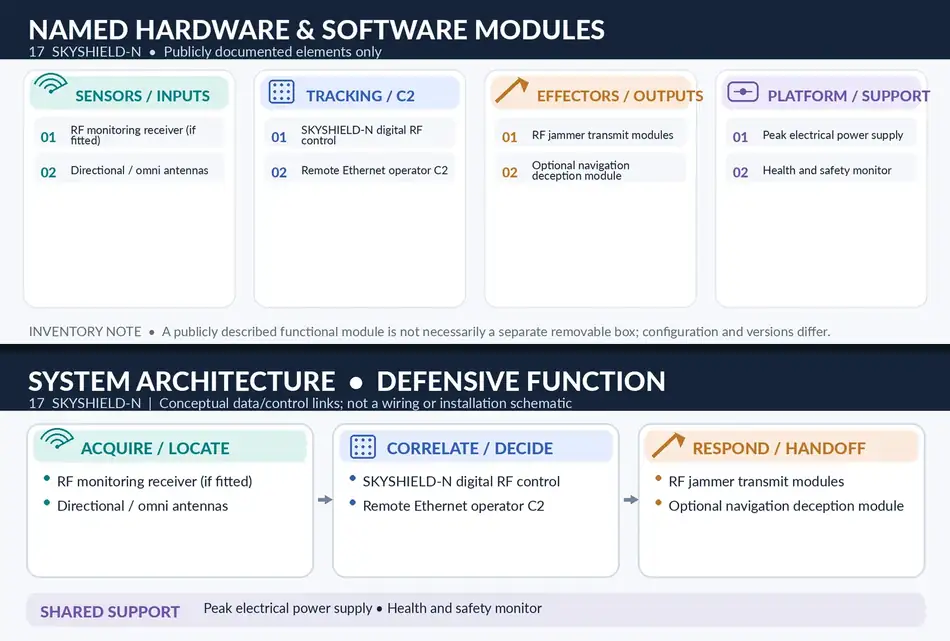 NAMED HARDWARE & SOFTWARE MODULES
17 SKYSHIELD-N • Publicly documented elements only
SENSORS / INPUTS
01 RF monitoring receiver (if
fitted)
02 Directional / omni antennas
TRACKING / C2
01 SKYSHIELD-N digital RF
control
02 Remote Ethernet operator C2
EFFECTORS / OUTPUTS
01 RF jammer transmit modules
02 Optional navigation
deception module
PLATFORM / SUPPORT
01 Peak electrical power supply
02 Health and safety monitor
INVENTORY NOTE • A publicly described functional module is not necessarily a separate removable box; configuration and versions differ.
SYSTEM ARCHITECTURE • DEFENSIVE FUNCTION
17 SKYSHIELD-N | Conceptual data/control links; not a wiring or installation schematic
ACQUIRE / LOCATE
• RF monitoring receiver (if fitted)
• Directional / omni antennas
CORRELATE / DECIDE
• SKYSHIELD-N digital RF control
• Remote Ethernet operator C2
RESPOND / HANDOFF
• RF jammer transmit modules
• Optional navigation deception module
SHARED SUPPORT Peak electrical power supply • Health and safety monitor